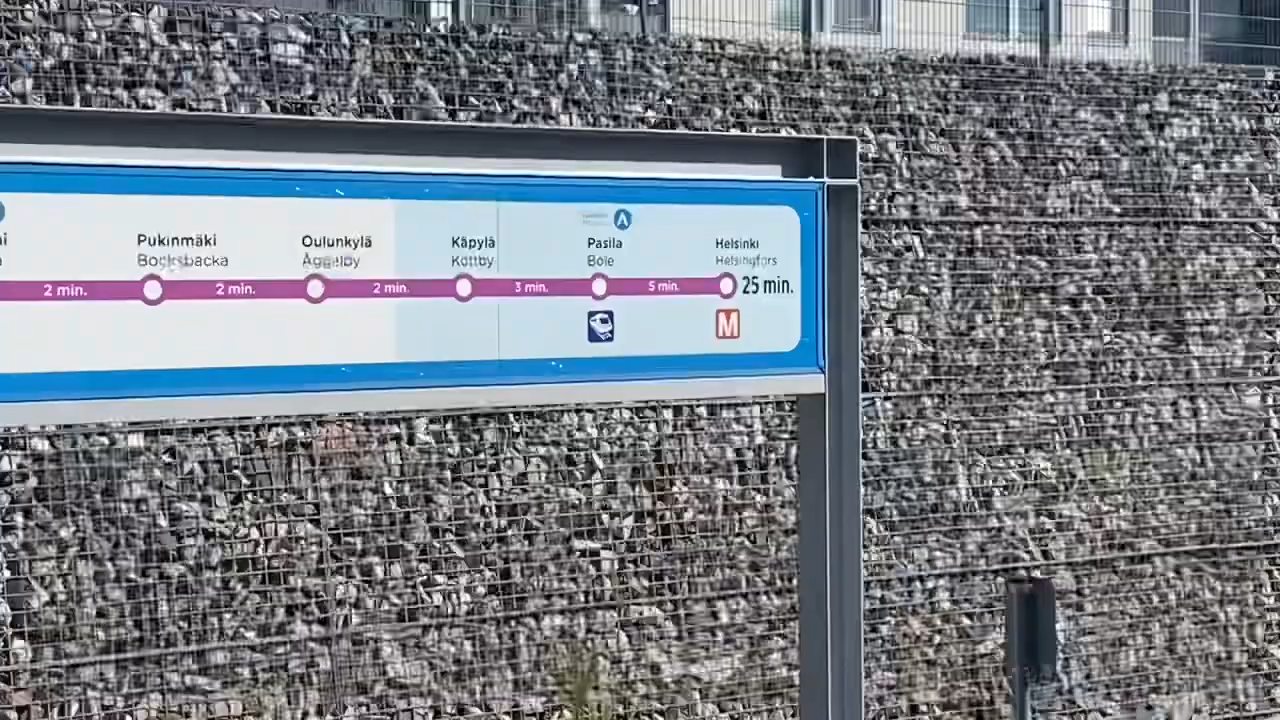 Pukinmäki
Bocksbacka
Oulunkylä
Åggelby
Käpylä
Kottby
Pasila
Böle
Helsinki
Helsingfors
2 min.
2 min.
2 min.
3 min.
5 min.
25 min.
M